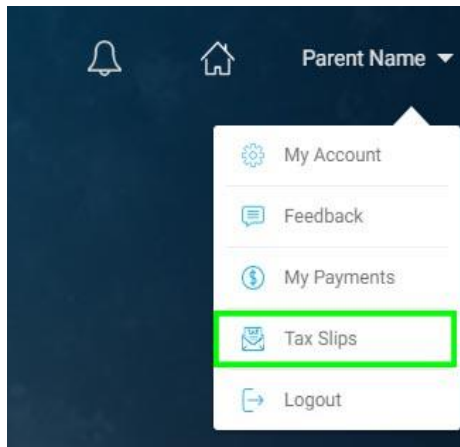 Parent Name
My Account
Feedback
My Payments
Tax Slips
Logout